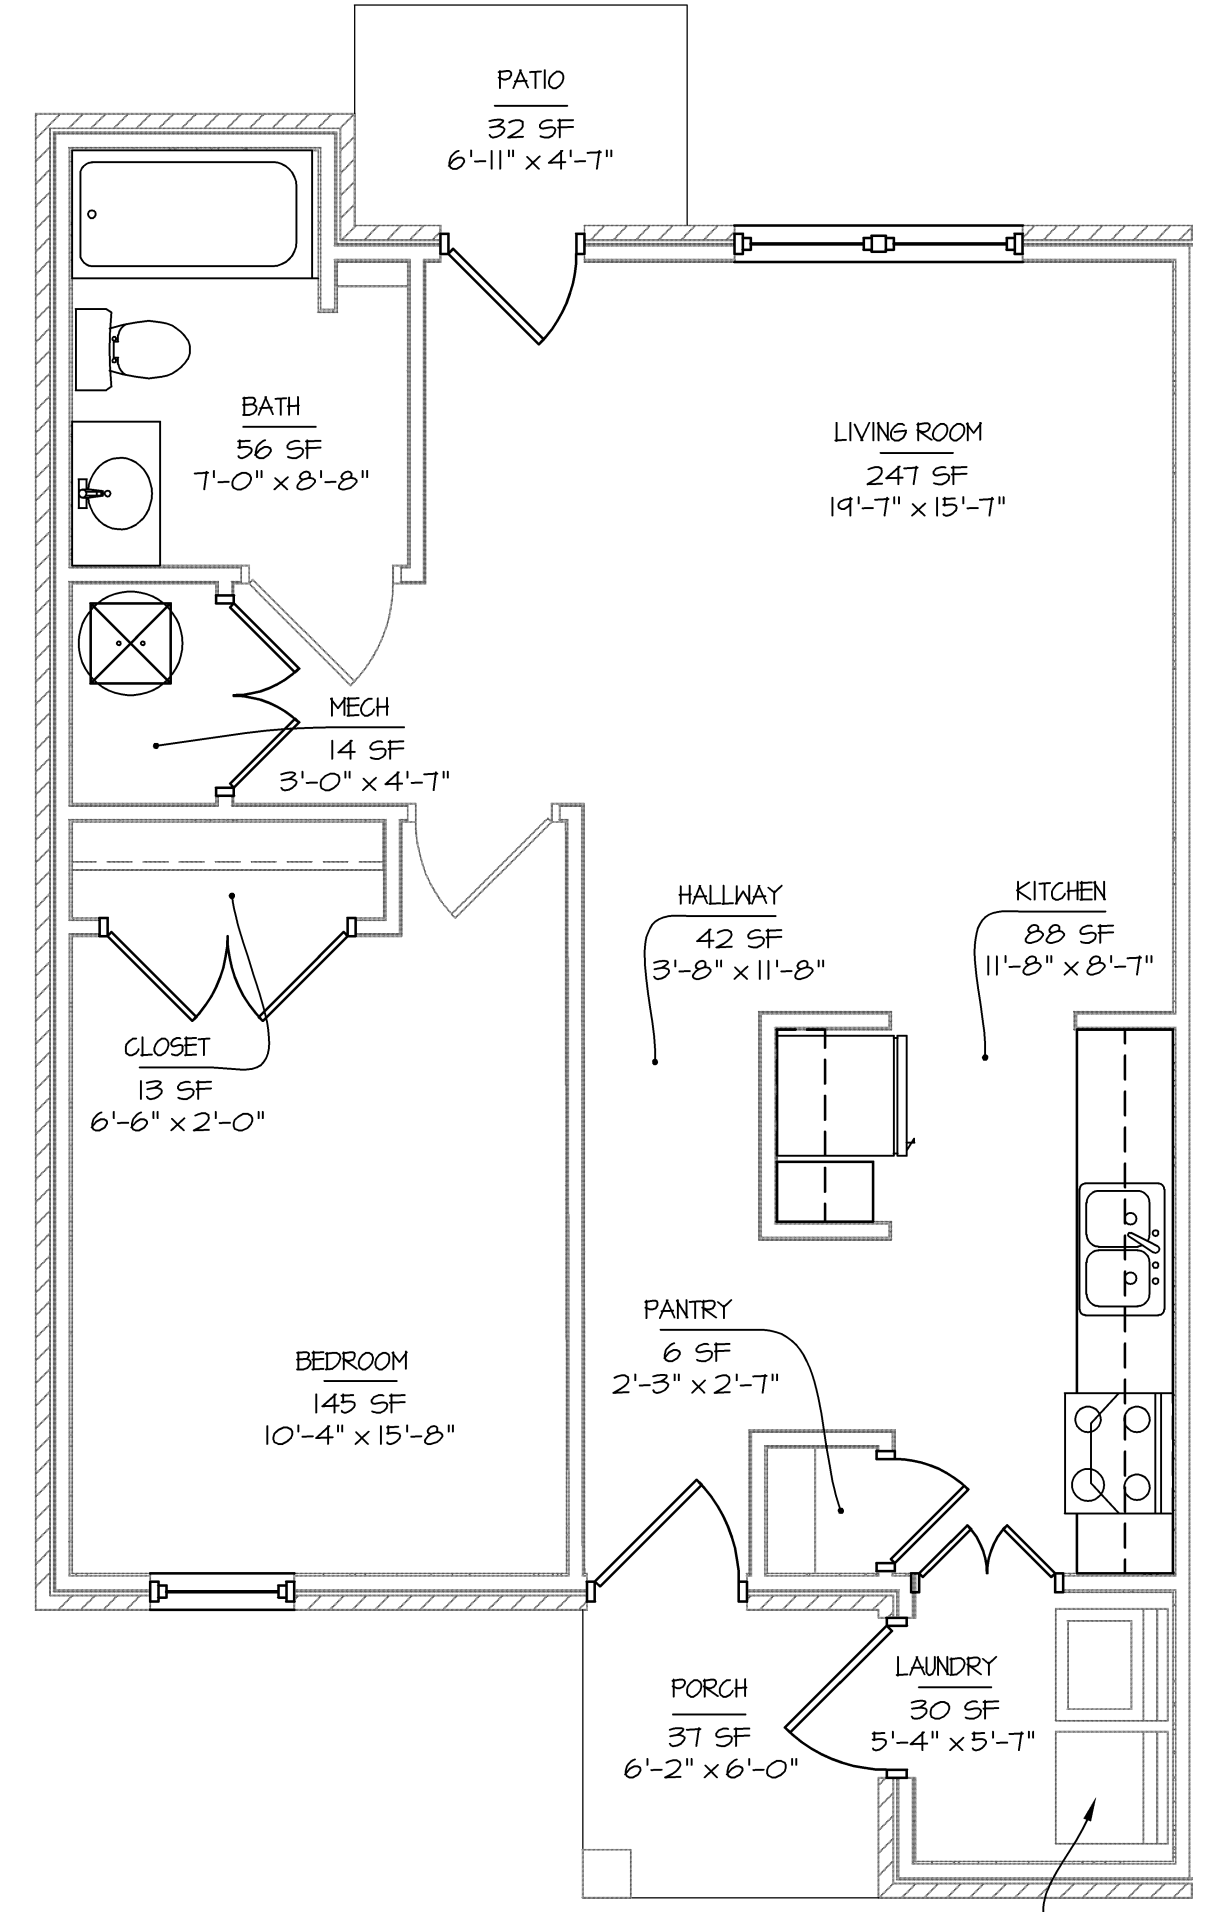 PATIO
32 SF
6'-11" x 4'-7"
BATH
56 SF
7'-0" x 8'-8"
LIVING ROOM
247 SF
19'-7" x 15'-7"
MECH
14 SF
3'-0" x 4'-7"
HALLWAY
42 SF
3'-8" x 11'-8"
KITCHEN
88 SF
11'-8" x 8'-7"
CLOSET
13 SF
6'-6" x 2'-0"
PANTRY
6 SF
2'-3" x 2'-7"
BEDROOM
145 SF
10'-4" x 15'-8"
LAUNDRY
30 SF
5'-4" x 5'-7"
PORCH
37 SF
6'-2" x 6'-0"